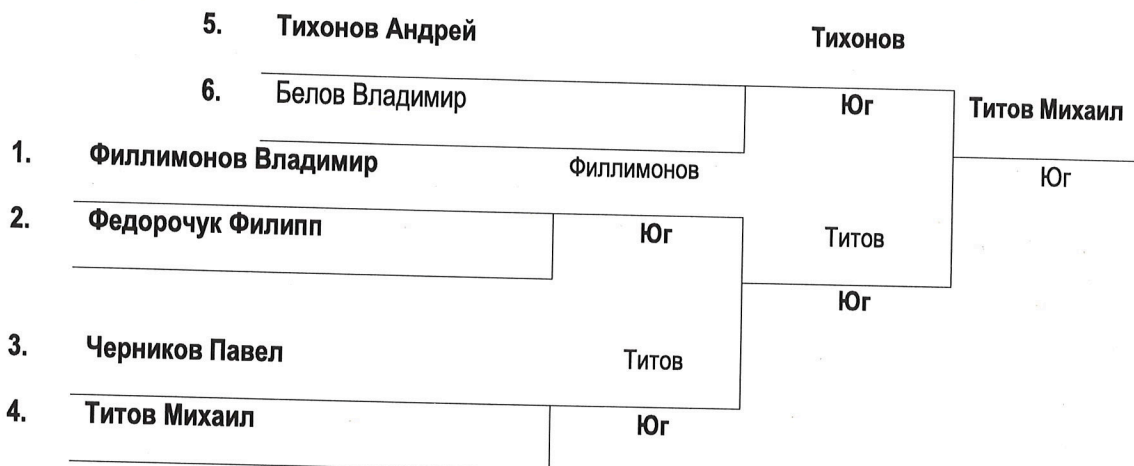 5. Тихонов Андрей Тихонов
6. Белов Владимир Юг Титов Михаил
1. Филлимонов Владимир Филлимонов Юг
2. Федорочук Филипп Юг Титов
Юг
3. Черников Павел Титов
4. Титов Михаил Юг